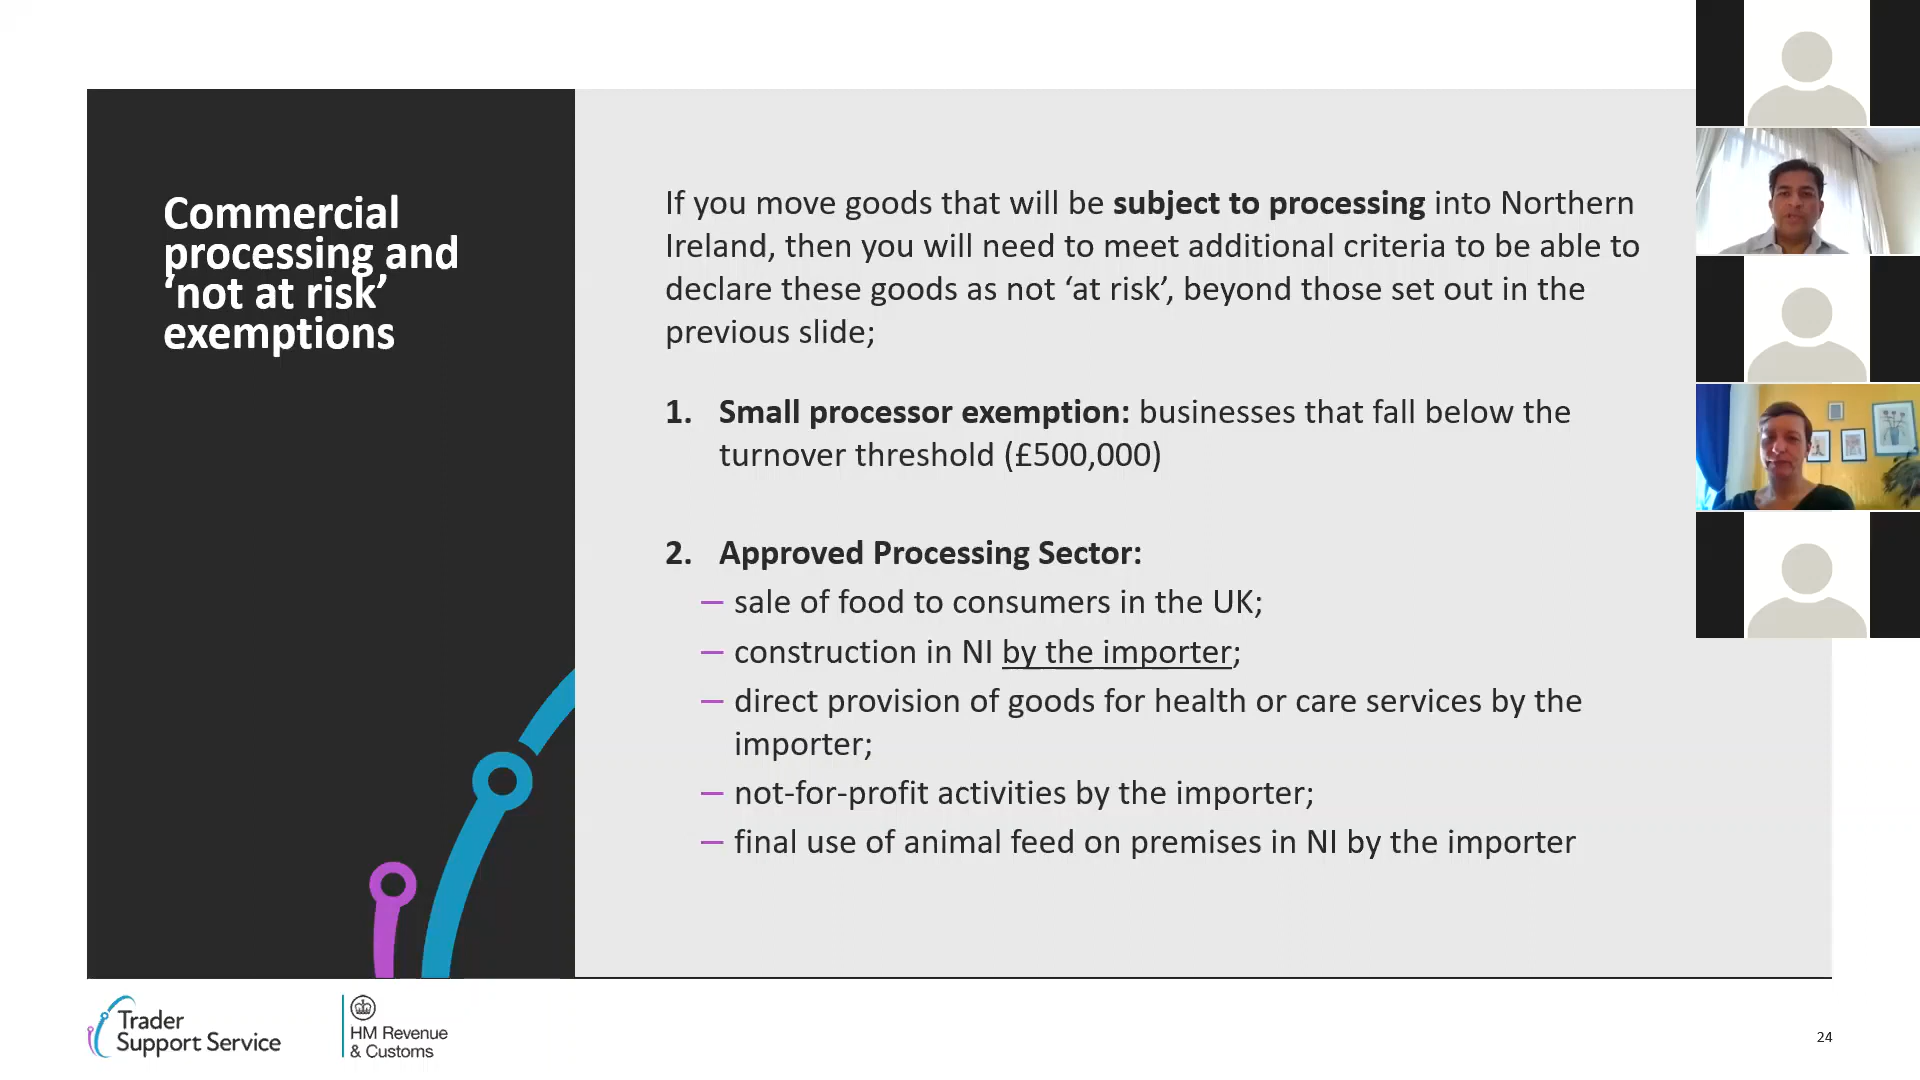 Commercial
processing and
‘not at risk’
exemptions
If you move goods that will be subject to processing into Northern
Ireland, then you will need to meet additional criteria to be able to
declare these goods as not ‘at risk’, beyond those set out in the
previous slide;
1. Small processor exemption: businesses that fall below the
turnover threshold (£500,000)
2. Approved Processing Sector:
— sale of food to consumers in the UK;
— construction in NI by the importer;
— direct provision of goods for health or care services by the
importer;
— not-for-profit activities by the importer;
— final use of animal feed on premises in NI by the importer
Trader
Support Service
HM Revenue
& Customs
24